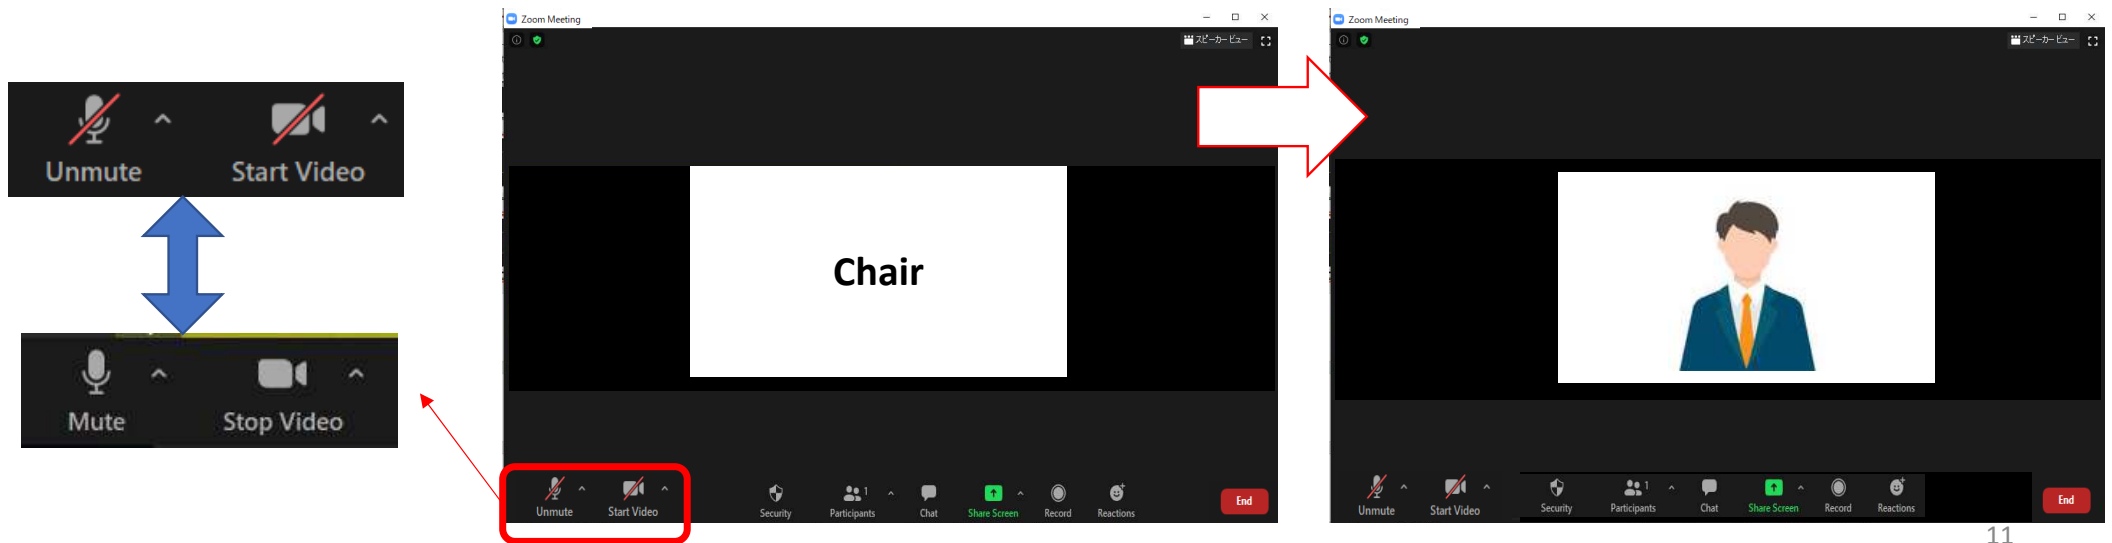 Unmute
Start Video
Mute
Stop Video
Zoom Meeting
スピーカー ビュー
Chair
Unmute
Start Video
Security
Participants
1
Chat
Share Screen
Record
Reactions
End
Zoom Meeting
スピーカー ビュー
Unmute
Start Video
Security
Participants
1
Chat
Share Screen
Record
Reactions
End
11